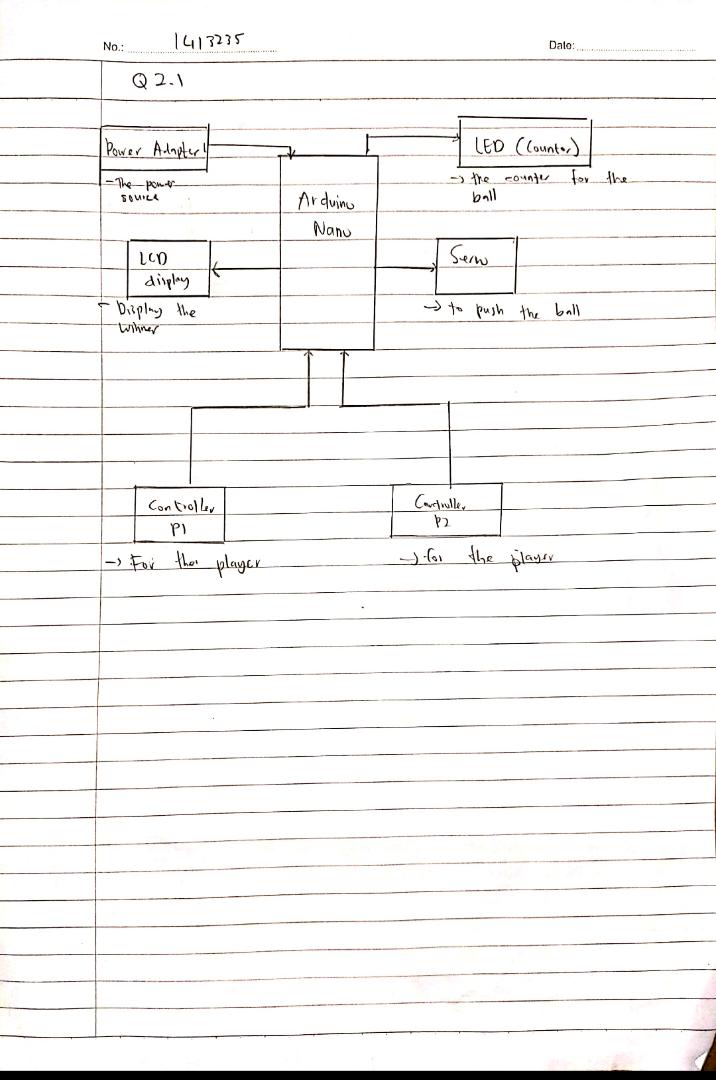 No.: 1413235
Date:
Q 2.1
Power Adapter
- The power
source
LED (Counter)
→ the counter for the
ball
Arduino
Nano
LCD
display
- Display the
winner
Servo
→ to push the ball
Controller
P1
→ For the player
Controller
P2
→ for the player